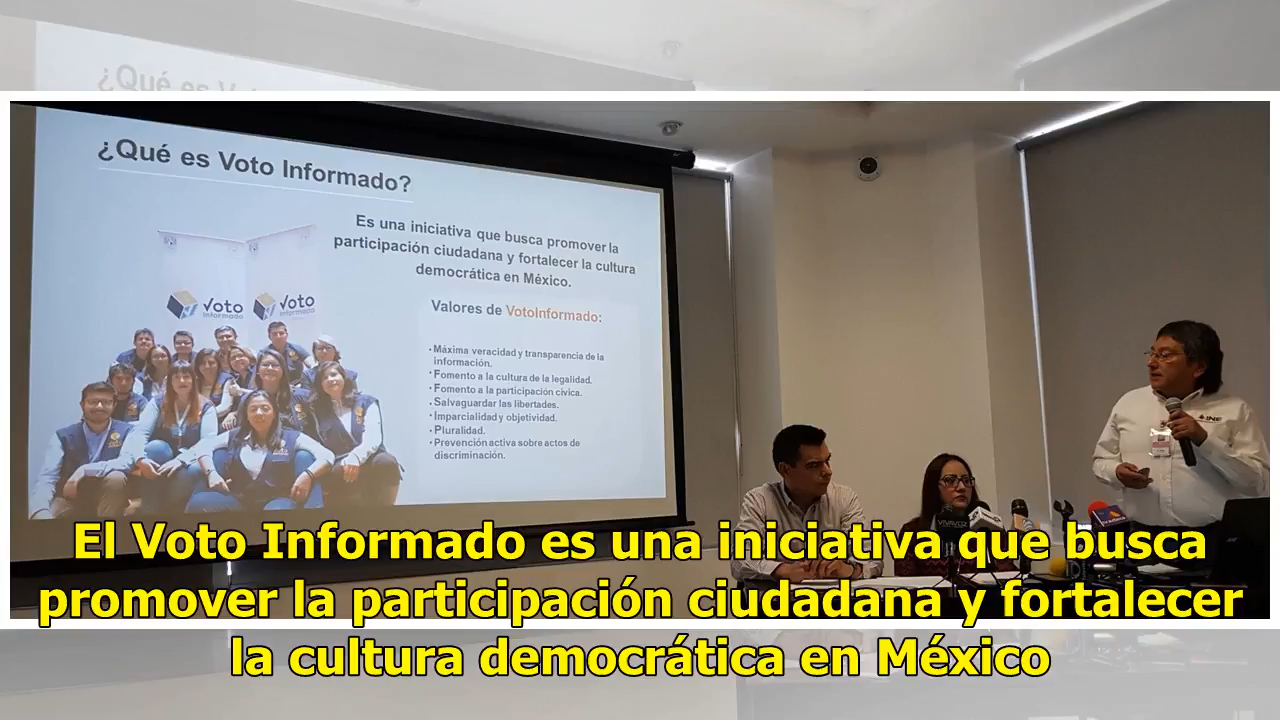 ¿Qué es Voto Informado?
Es una iniciativa que busca promover la
participación ciudadana y fortalecer la cultura
democrática en México.
Valores de VotoInformado:
• Máxima veracidad y transparencia de la
información.
• Fomento a la cultura de la legalidad.
• Fomento a la participación cívica.
• Salvaguardar las libertades.
• Imparcialidad y objetividad.
• Pluralidad.
• Prevención activa sobre actos de
discriminación.
Voto
informado
Voto
informado
INE
El Voto Informado es una iniciativa que busca
promover la participación ciudadana y fortalecer
la cultura democrática en México